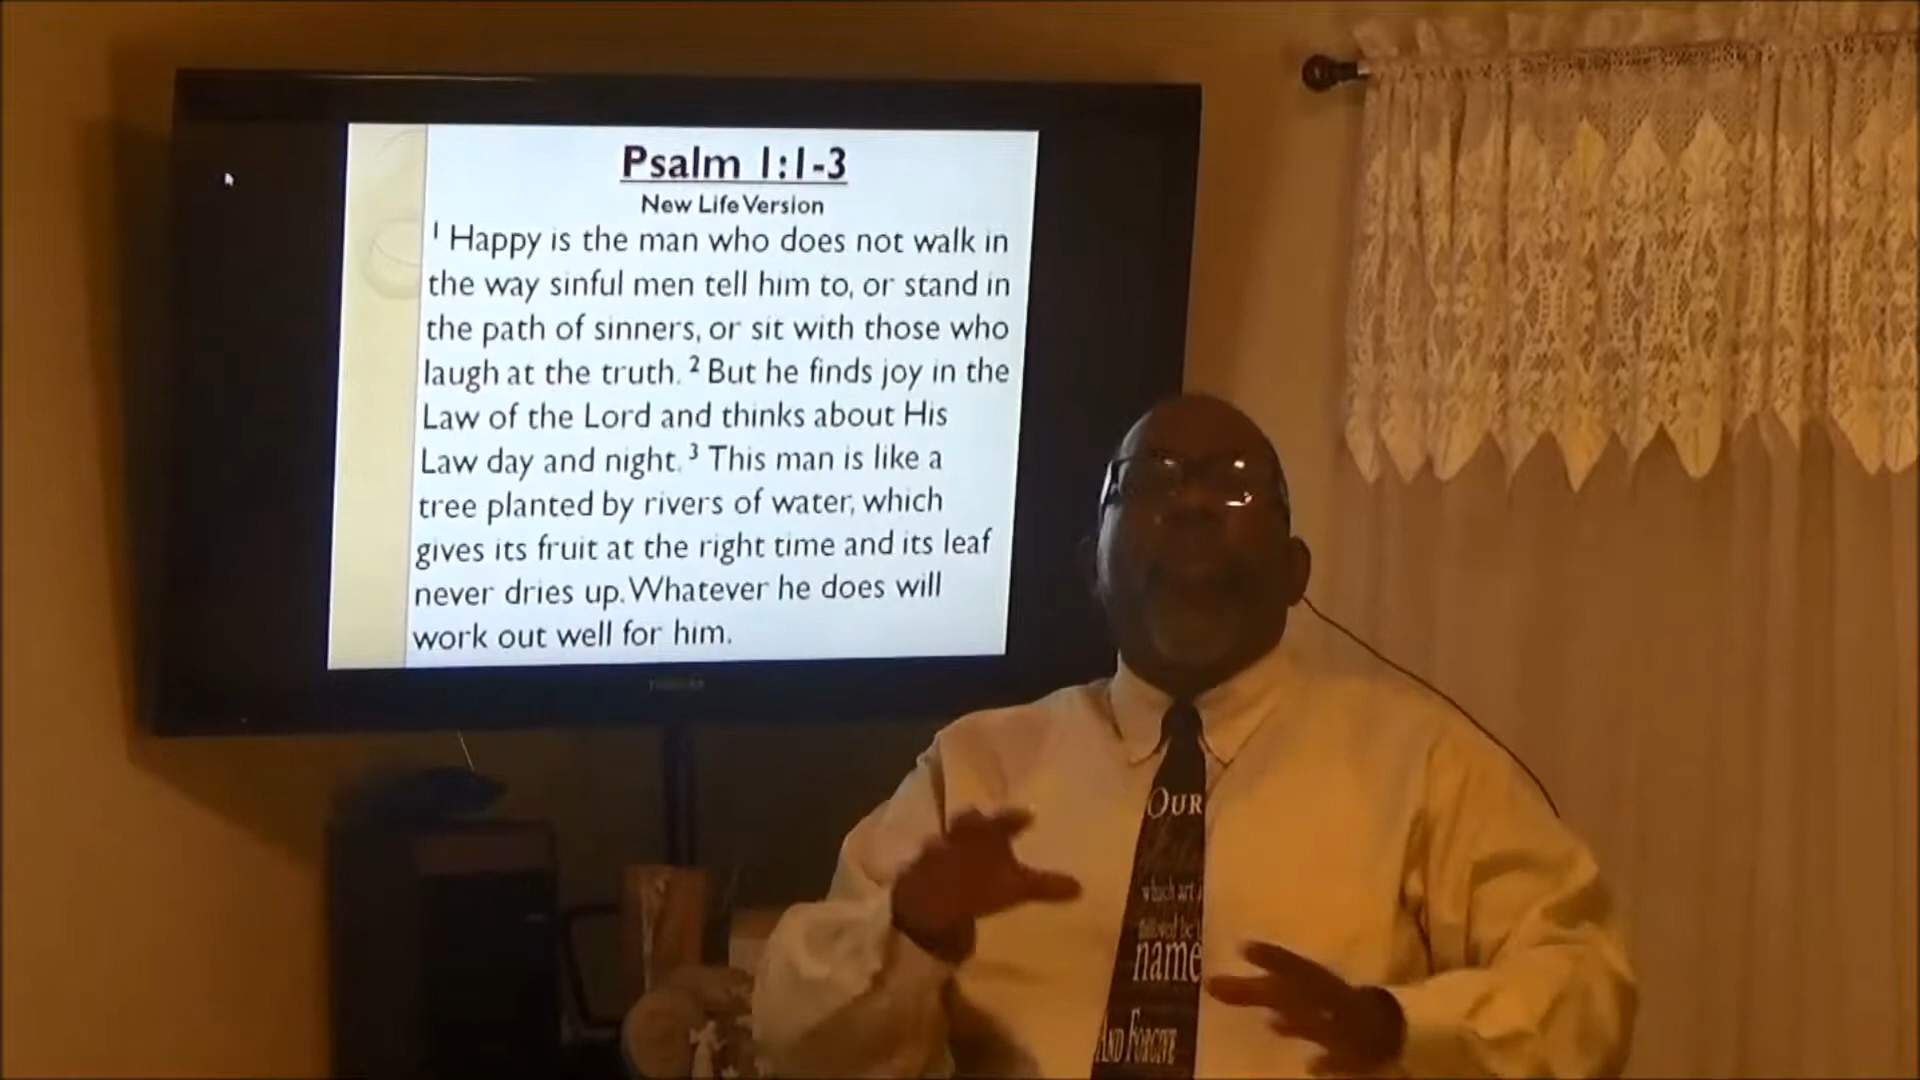 Psalm 1:1-3
New Life Version
1 Happy is the man who does not walk in
the way sinful men tell him to, or stand in
the path of sinners, or sit with those who
laugh at the truth. 2 But he finds joy in the
Law of the Lord and thinks about His
Law day and night. 3 This man is like a
tree planted by rivers of water, which
gives its fruit at the right time and its leaf
never dries up. Whatever he does will
work out well for him.
TOSHIBA
OUR
which art
name
AND FORGIVE